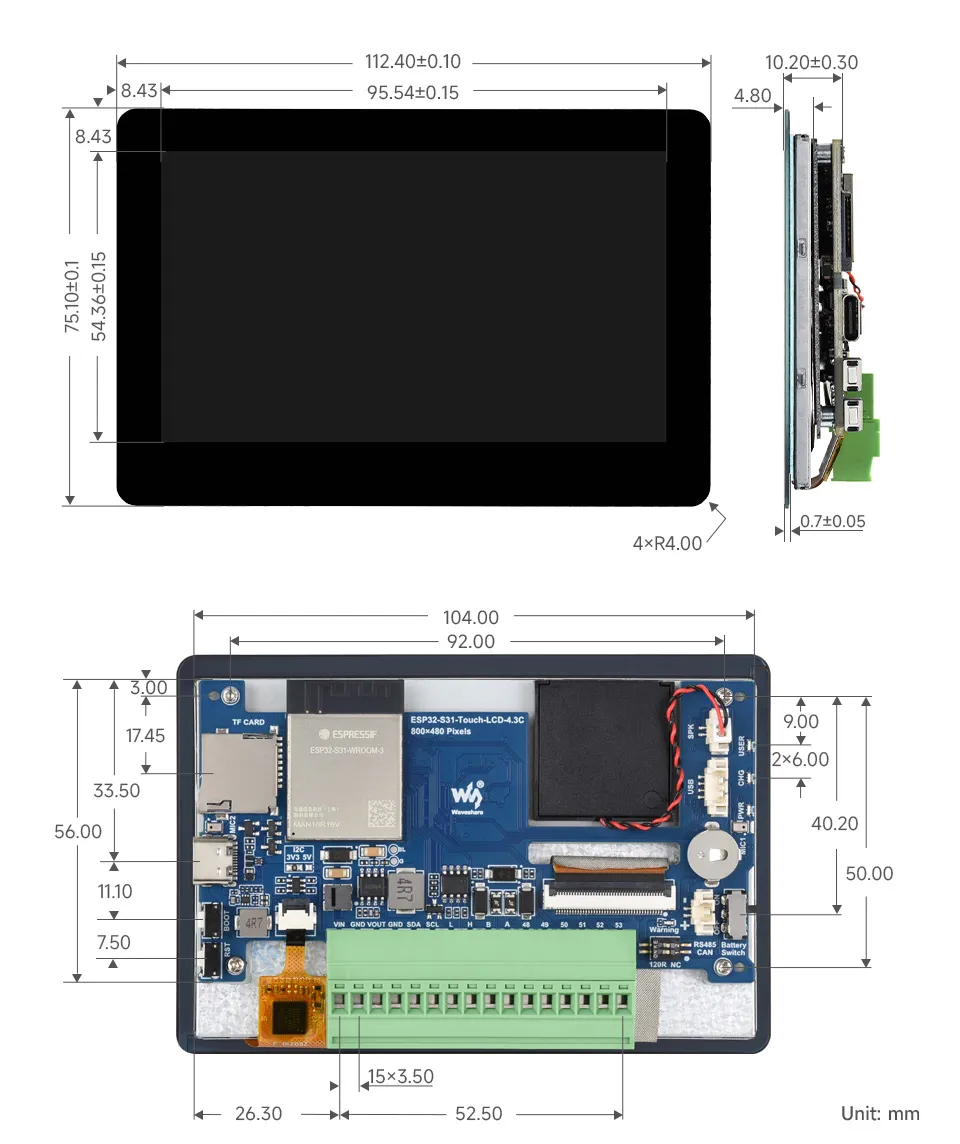 112.40±0.10
10.20±0.30
8.43
95.54±0.15
4.80
8.43
75.10±0.1
54.36±0.15
0.7±0.05
4×R4.00
104.00
92.00
3.00
17.45
33.50
56.00
11.10
7.50
9.00
2×6.00
40.20
50.00
TF CARD
ESPRESSIF
ESP32-S31-WROOM-3
ESP32-S31-Touch-LCD-4.3C
800×480 Pixels
Waveshare
SPK
USER
USB
CHG
PWR
MIC1
MIC2
I2C
3V3 5V
4R7
4R7
BOOT
RST
VIN GND VOUT GND SDA SCL L H B A 48 49 50 51 52 53
Warning
120R NC
RS485
CAN
Battery
Switch
15×3.50
26.30
52.50
Unit: mm